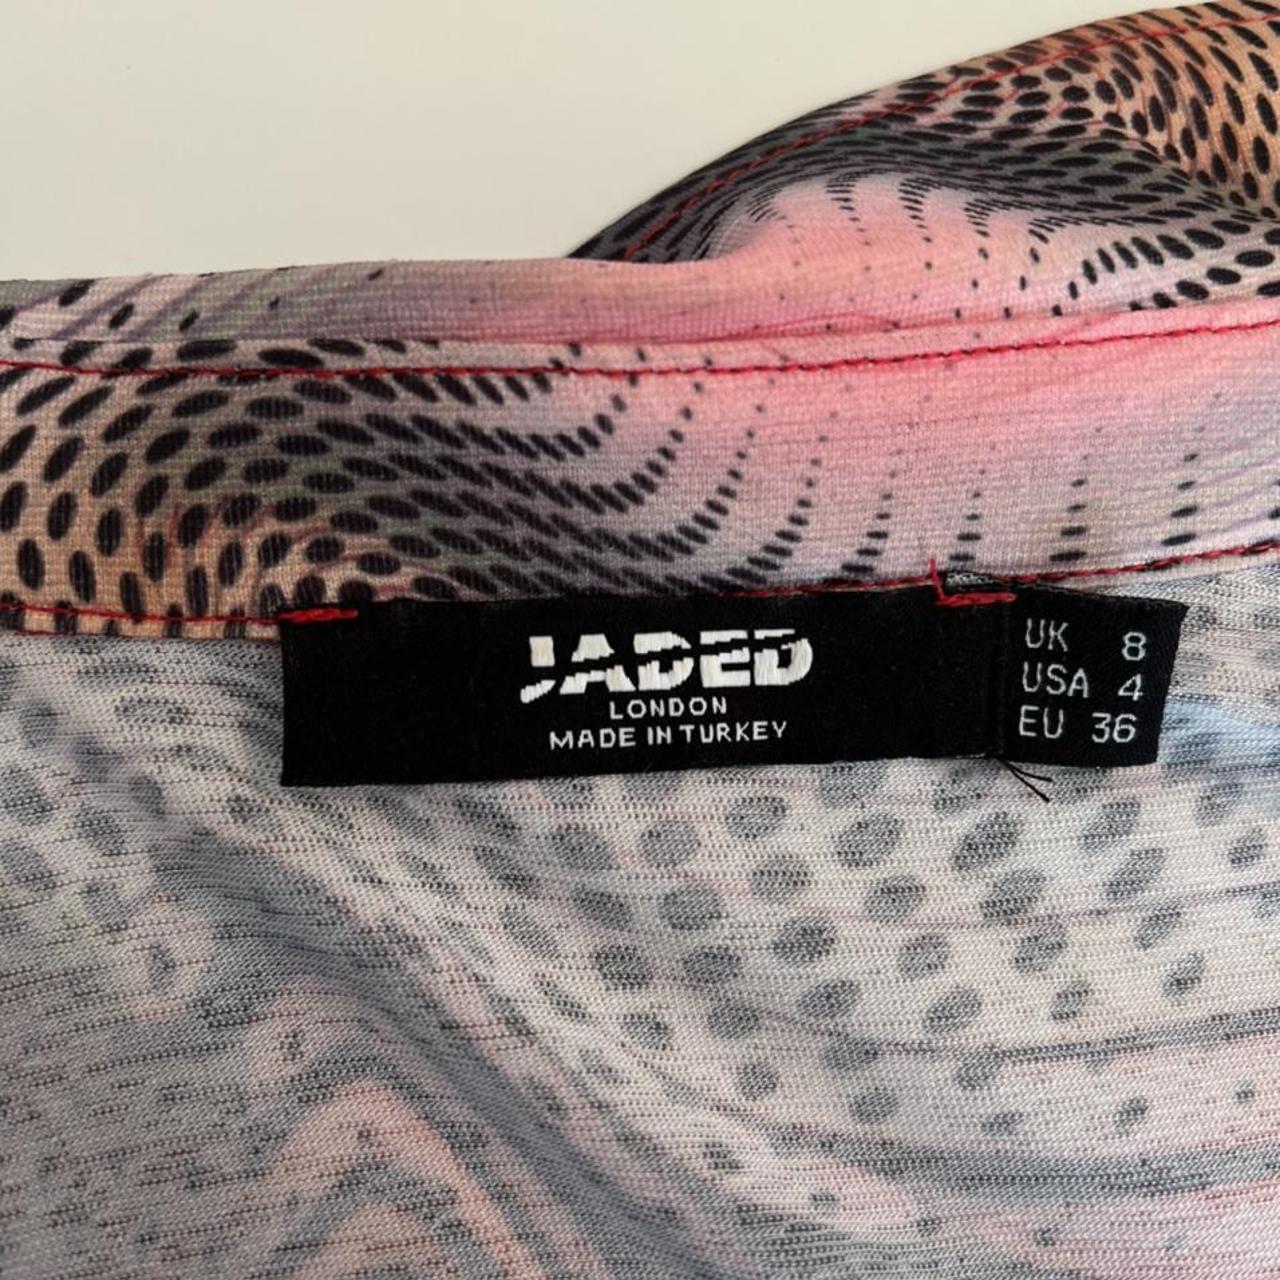 JADED
LONDON
MADE IN TURKEY
UK 8
USA 4
EU 36